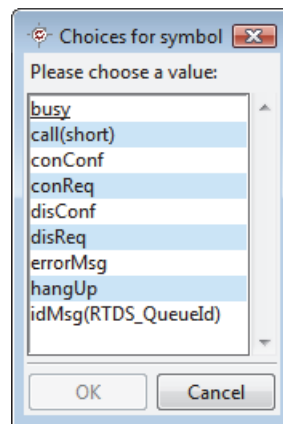 Choices for symbol
Please choose a value:
busy
call(short)
conConf
conReq
disConf
disReq
errorMsg
hangUp
idMsg(RTDS_QueueId)
OK
Cancel